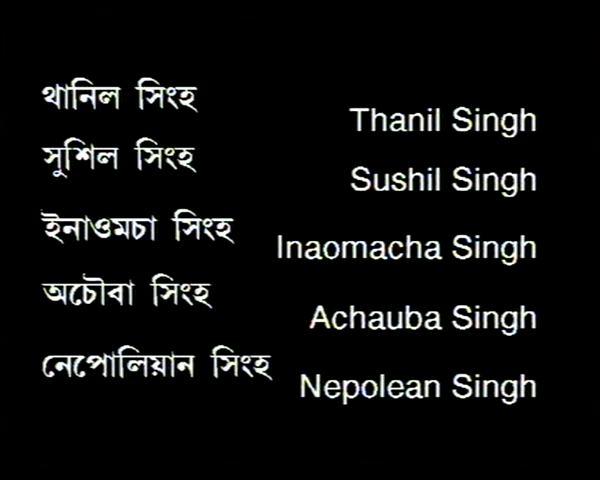 থানিল সিংহ
Thanil Singh
সুশিল সিংহ
Sushil Singh
ইনাওমচা সিংহ
Inaomacha Singh
অচৌবা সিংহ
Achauba Singh
নেপোলিয়ান সিংহ
Nepolean Singh